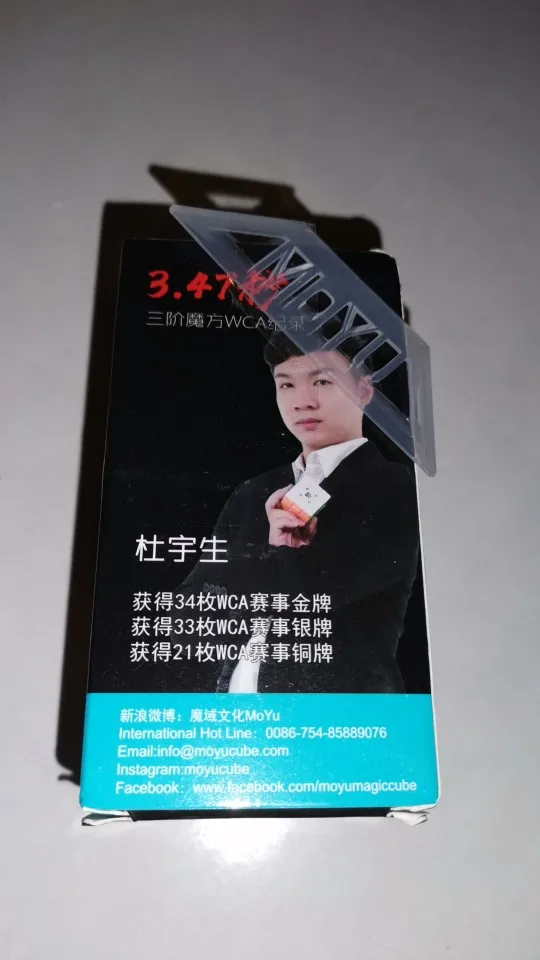 3.47秒
三阶魔方WCA纪录
MoYU
杜宇生
获得34枚WCA赛事金牌
获得33枚WCA赛事银牌
获得21枚WCA赛事铜牌
新浪微博：魔域文化MoYu
International Hot Line：0086-754-85889076
Email:info@moyucube.com
Instagram:moyucube
Facebook：www.facebook.com/moyumagiccube